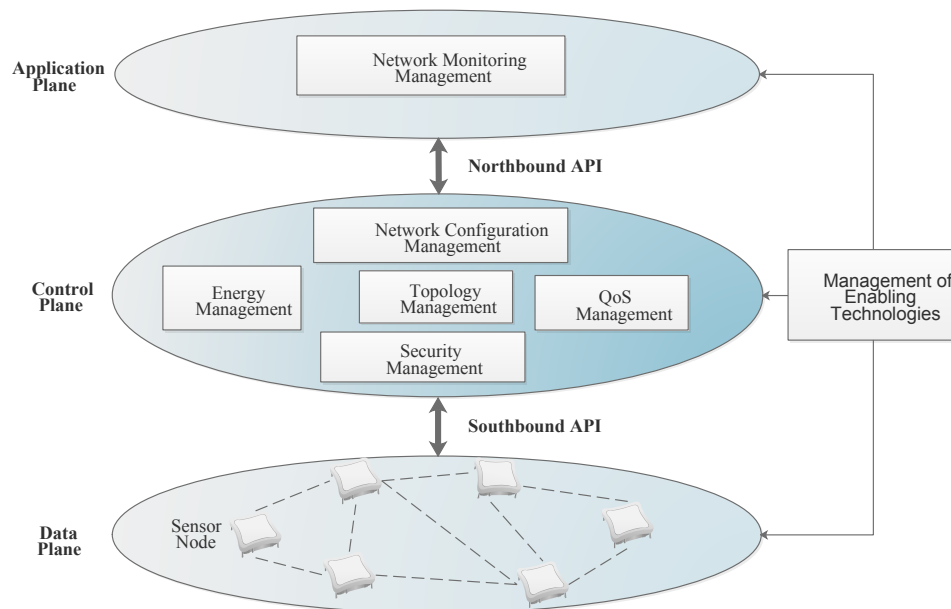 Application
Plane
Network Monitoring
Management
Northbound API
Control
Plane
Network Configuration
Management
Energy
Management
Topology
Management
QoS
Management
Security
Management
Management of
Enabling
Technologies
Southbound API
Data
Plane
Sensor
Node